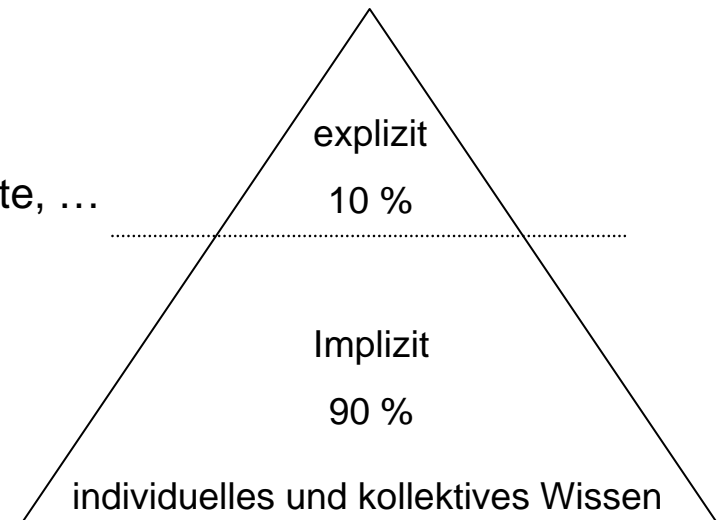 explizit
te, …
10 %
Implizit
90 %
individuelles und kollektives Wissen